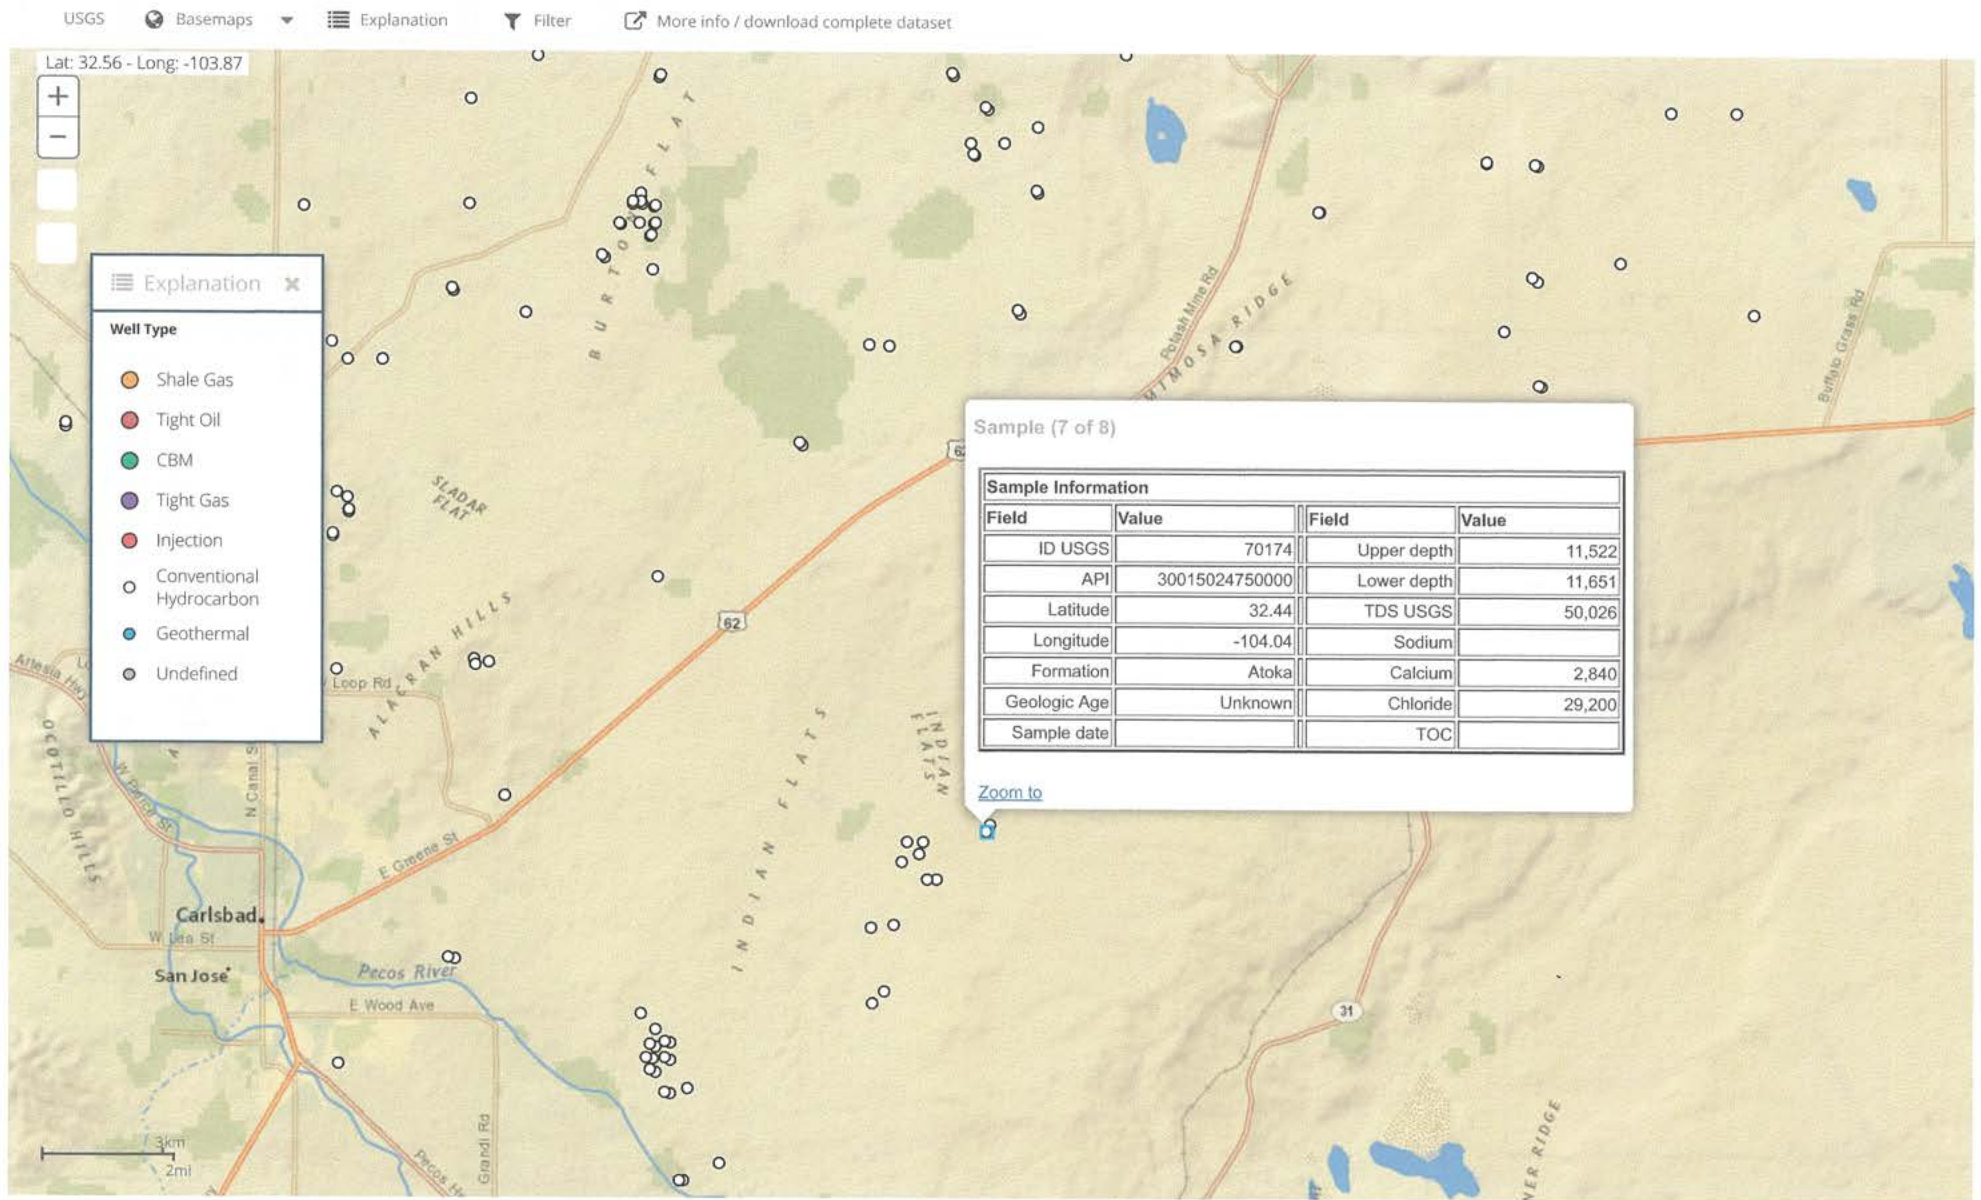 USGS Basemaps Explanation Filter More info / download complete dataset
Lat: 32.56 - Long: -103.87
+
−
BURTON FLAT
Potash Mine Rd
MIMOSA RIDGE
Buffalo Grass Rd
Explanation ×
Well Type
Shale Gas
Tight Oil
CBM
Tight Gas
Injection
Conventional
Hydrocarbon
Geothermal
Undefined
SLADAR
FLAT
62
Sample (7 of 8)
Sample Information
Field Value Field Value
ID USGS 70174 Upper depth 11,522
API 30015024750000 Lower depth 11,651
Latitude 32.44 TDS USGS 50,026
Longitude -104.04 Sodium
Formation Atoka Calcium 2,840
Geologic Age Unknown Chloride 29,200
Sample date TOC
Zoom to
ALACRAN HILLS
Artesia Hwy
Loop Rd
OCOTILLO HILLS
W Pierce St
N Canal S
INDIAN FLATS
INDIAN
FLATS
E Greene St
Carlsbad
W Lea St
San Jose
Pecos River
E Wood Ave
31
Grandi Rd
3km
2mi
NER RIDGE